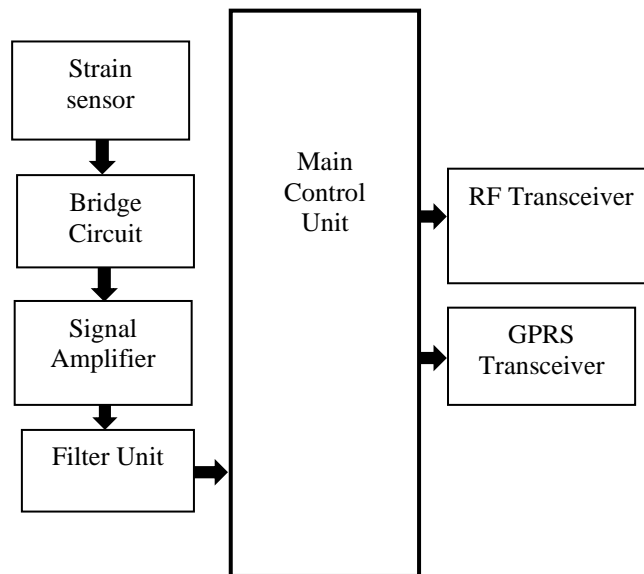 Strain
sensor
Bridge
Circuit
Signal
Amplifier
Filter Unit
Main
Control
Unit
RF Transceiver
GPRS
Transceiver